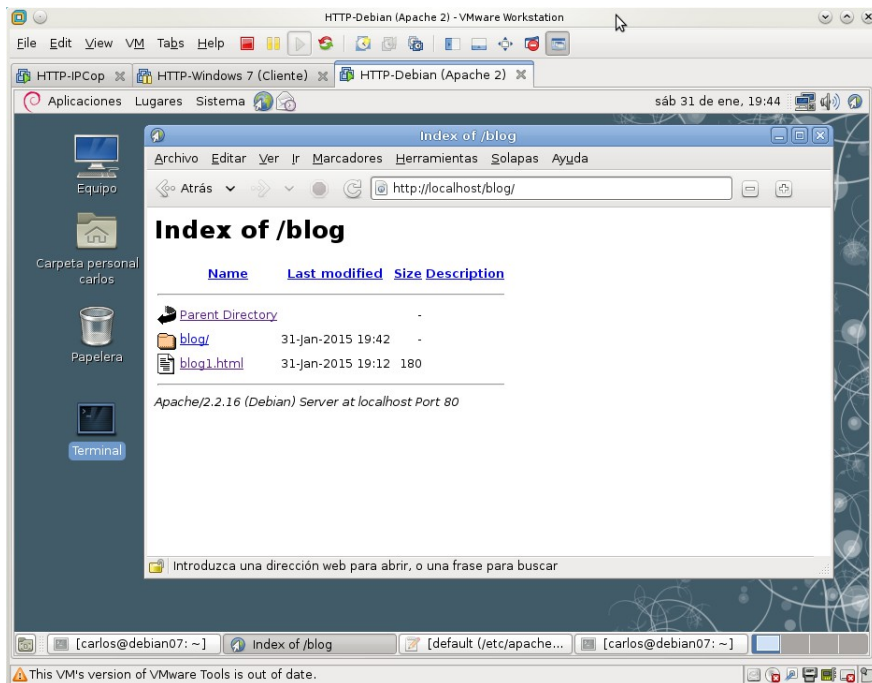 HTTP-Debian (Apache 2) - VMware Workstation
File Edit View VM Tabs Help
HTTP-IPCop HTTP-Windows 7 (Cliente) HTTP-Debian (Apache 2)
Aplicaciones Lugares Sistema sáb 31 de ene, 19:44
Index of /blog
Archivo Editar Ver Ir Marcadores Herramientas Solapas Ayuda
Atrás http://localhost/blog/
Equipo
Carpeta personal
carlos
Papelera
Terminal
Index of /blog
Name Last modified Size Description
Parent Directory -
blog/ 31-Jan-2015 19:42 -
blog1.html 31-Jan-2015 19:12 180
Apache/2.2.16 (Debian) Server at localhost Port 80
Introduzca una dirección web para abrir, o una frase para buscar
[carlos@debian07: ~] Index of /blog [default (/etc/apache... [carlos@debian07: ~]
This VM's version of VMware Tools is out of date.